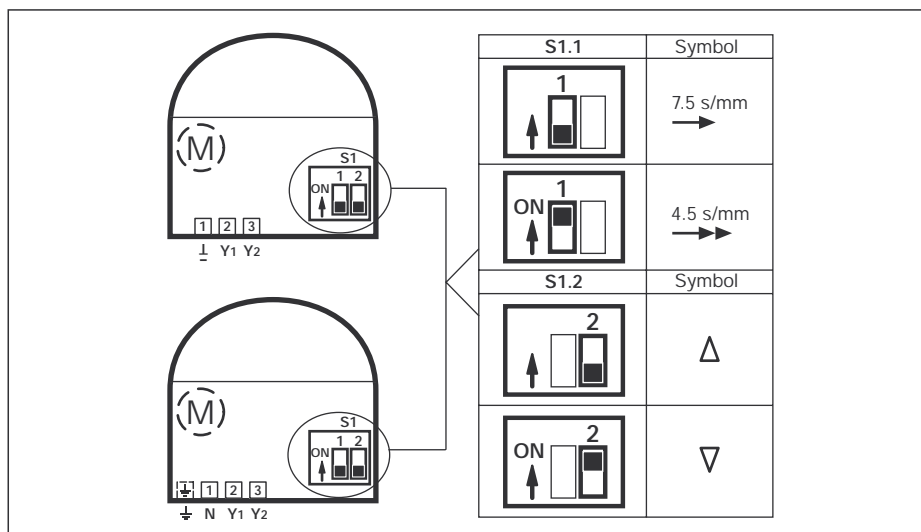 M
S1
1 2
ON
1 2 3
Y1 Y2
M
S1
1 2
ON
1 2 3
N Y1 Y2
S1.1 Symbol
1
7.5 s/mm
1
ON
4.5 s/mm
S1.2 Symbol
2
2
ON